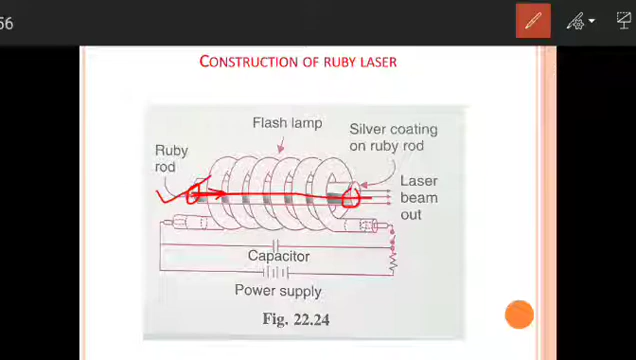 56
CONSTRUCTION OF RUBY LASER
Flash lamp
Silver coating
on ruby rod
Ruby
rod
Laser
beam
out
Capacitor
Power supply
Fig. 22.24